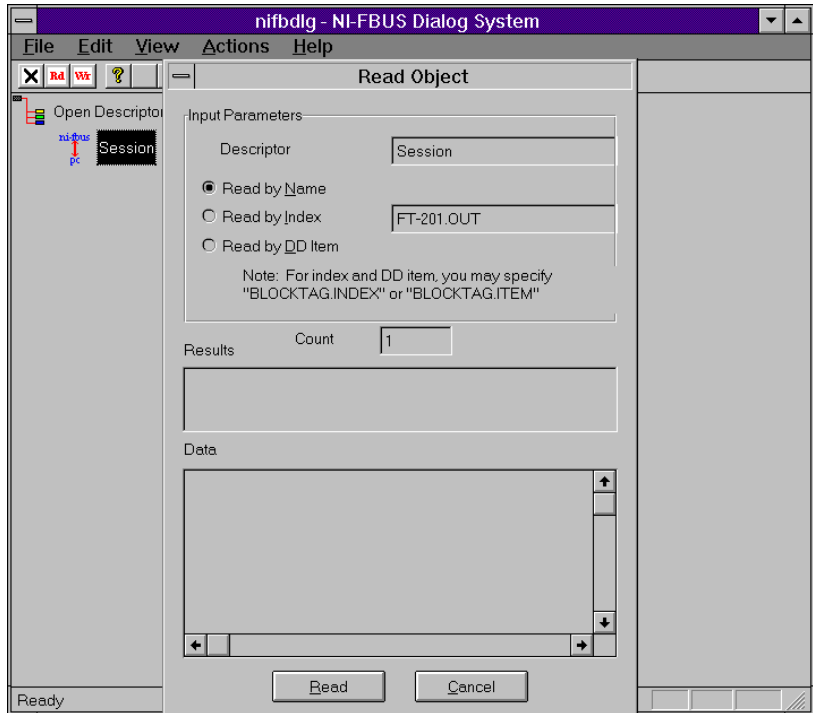 nifbdlg - NI-FBUS Dialog System
File Edit View Actions Help
Rd Wr ?
Read Object
Open Descripto
ni-fbus
pc
Session
Input Parameters
Descriptor Session
Read by Name
Read by Index FT-201.OUT
Read by DD Item
Note: For index and DD item, you may specify
"BLOCKTAG.INDEX" or "BLOCKTAG.ITEM"
Count 1
Results
Data
Read Cancel
Ready